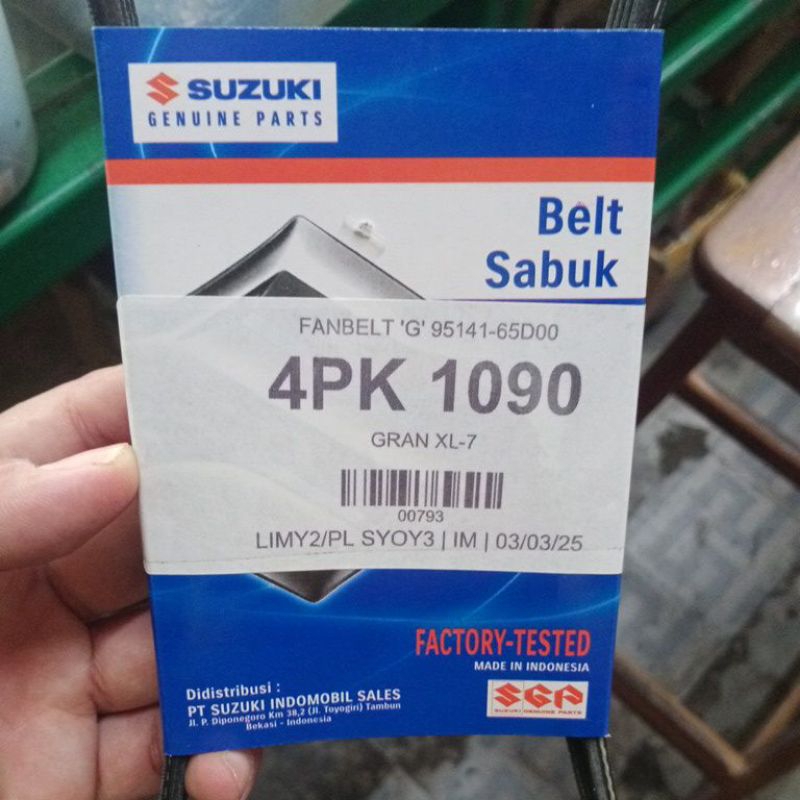 SUZUKI
GENUINE PARTS
Belt
Sabuk
FANBELT 'G' 95141-65D00
4PK 1090
GRAN XL-7
00793
LIMY2/PL SYOY3 | IM | 03/03/25
FACTORY-TESTED
MADE IN INDONESIA
SGP
SUZUKI GENUINE PARTS
Didistribusi :
PT SUZUKI INDOMOBIL SALES
Jl. P. Diponegoro Km 38,2 (Jl. Toyogiri) Tambun
Bekasi - Indonesia